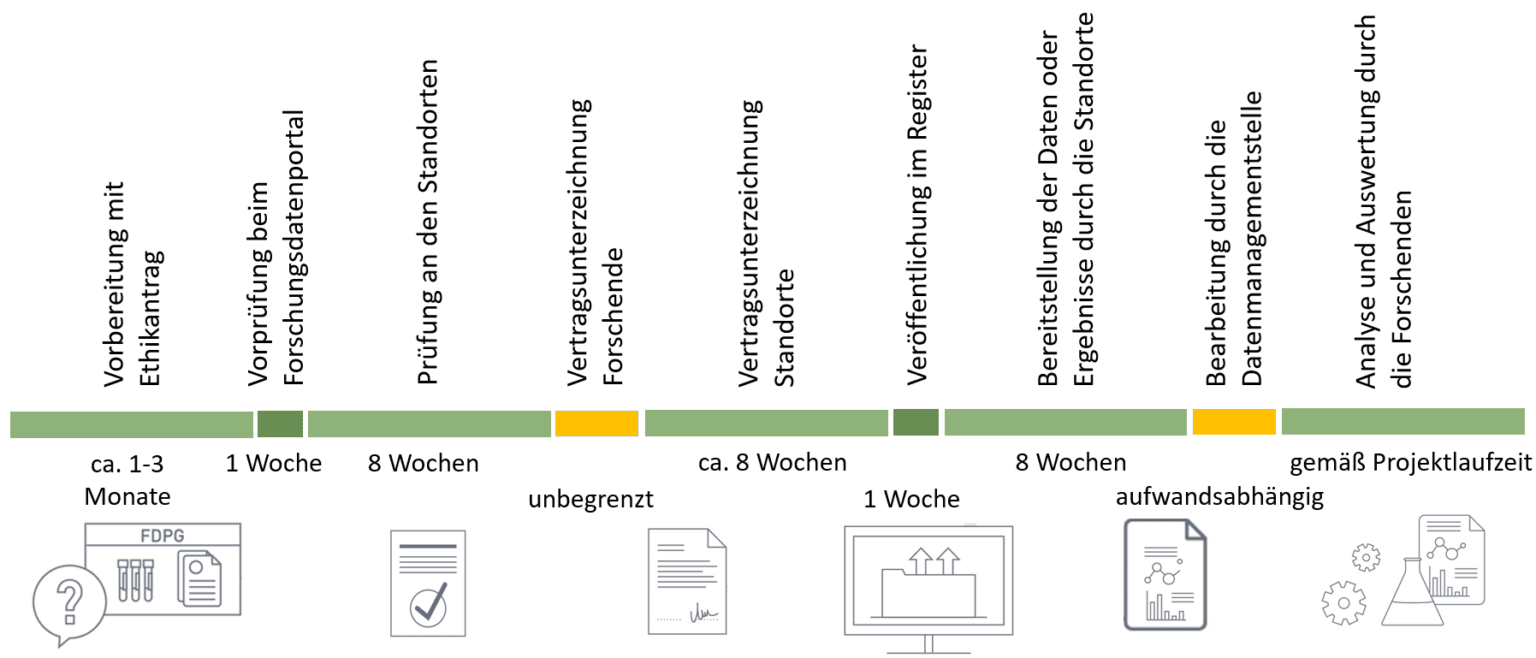 Vorbereitung mit
Ethikantrag
Vorprüfung beim
Forschungsdatenportal
Prüfung an den Standorten
Vertragsunterzeichnung
Forschende
Vertragsunterzeichnung
Standorte
Veröffentlichung im Register
Bereitstellung der Daten oder
Ergebnisse durch die Standorte
Bearbeitung durch die
Datenmanagementstelle
Analyse und Auswertung durch
die Forschenden
ca. 1-3
Monate
1 Woche
8 Wochen
unbegrenzt
ca. 8 Wochen
1 Woche
8 Wochen
aufwandsabhängig
gemäß Projektlaufzeit
FDPG
?